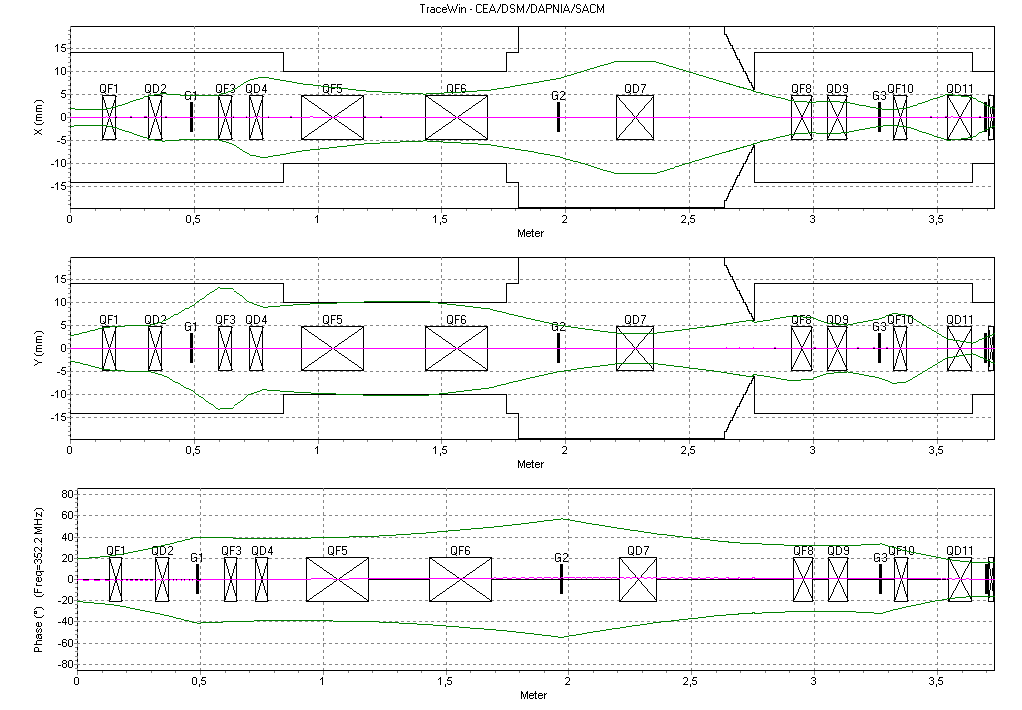 TraceWin - CEA/DSM/DAPNIA/SACM
X (mm)
15
10
5
0
-5
-10
-15
QF1 QD2 G1 QF3 QD4 QF5 QF6 G2 QD7 QF8 QD9 G3 QF10 QD11
0 0,5 1 1,5 2 2,5 3 3,5
Meter
Y (mm)
15
10
5
0
-5
-10
-15
QF1 QD2 G1 QF3 QD4 QF5 QF6 G2 QD7 QF8 QD9 G3 QF10 QD11
0 0,5 1 1,5 2 2,5 3 3,5
Meter
Phase (°) (Freq=352.2 MHz)
80
60
40
20
0
-20
-40
-60
-80
QF1 QD2 G1 QF3 QD4 QF5 QF6 G2 QD7 QF8 QD9 G3 QF10 QD11
0 0,5 1 1,5 2 2,5 3 3,5
Meter